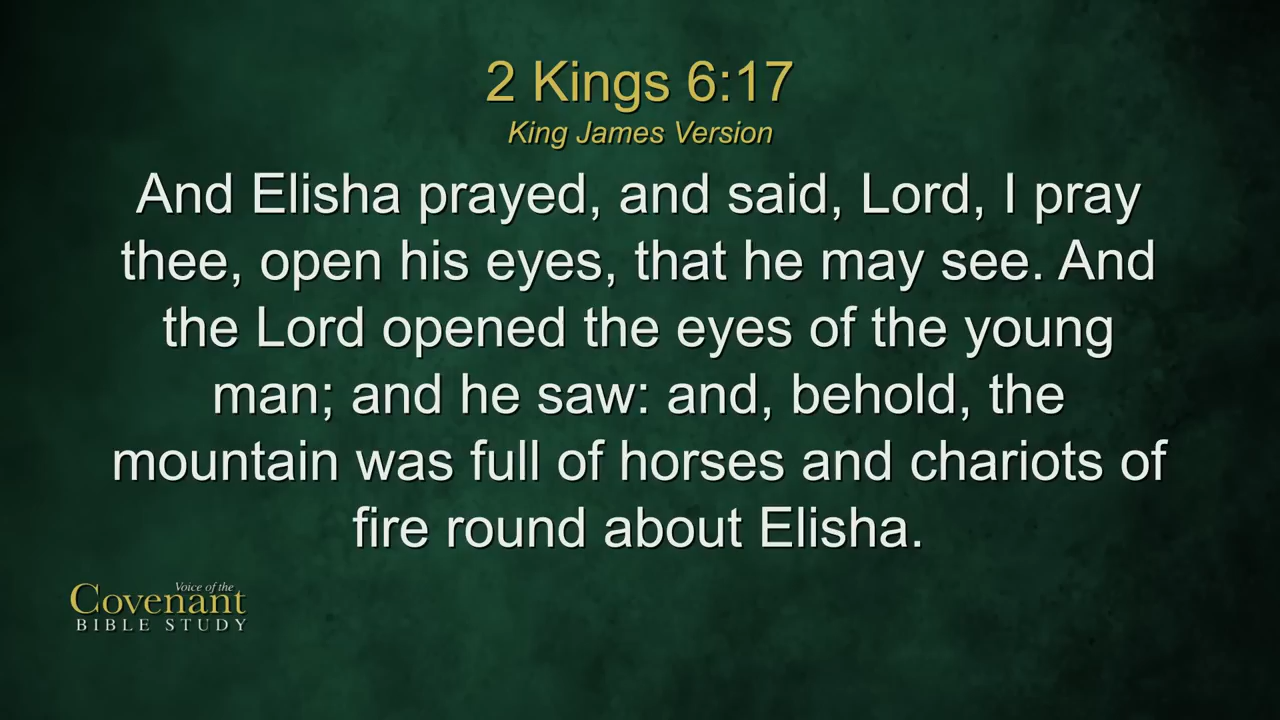 2 Kings 6:17
King James Version
And Elisha prayed, and said, Lord, I pray
thee, open his eyes, that he may see. And
the Lord opened the eyes of the young
man; and he saw: and, behold, the
mountain was full of horses and chariots of
fire round about Elisha.
Voice of the
Covenant
BIBLE STUDY